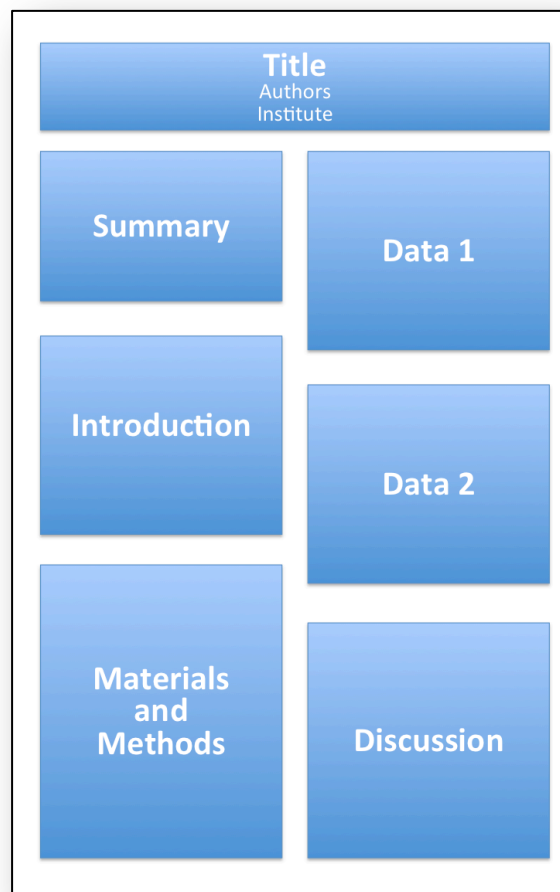 Title
Authors
Institute
Summary
Introduction
Materials
and
Methods
Data 1
Data 2
Discussion